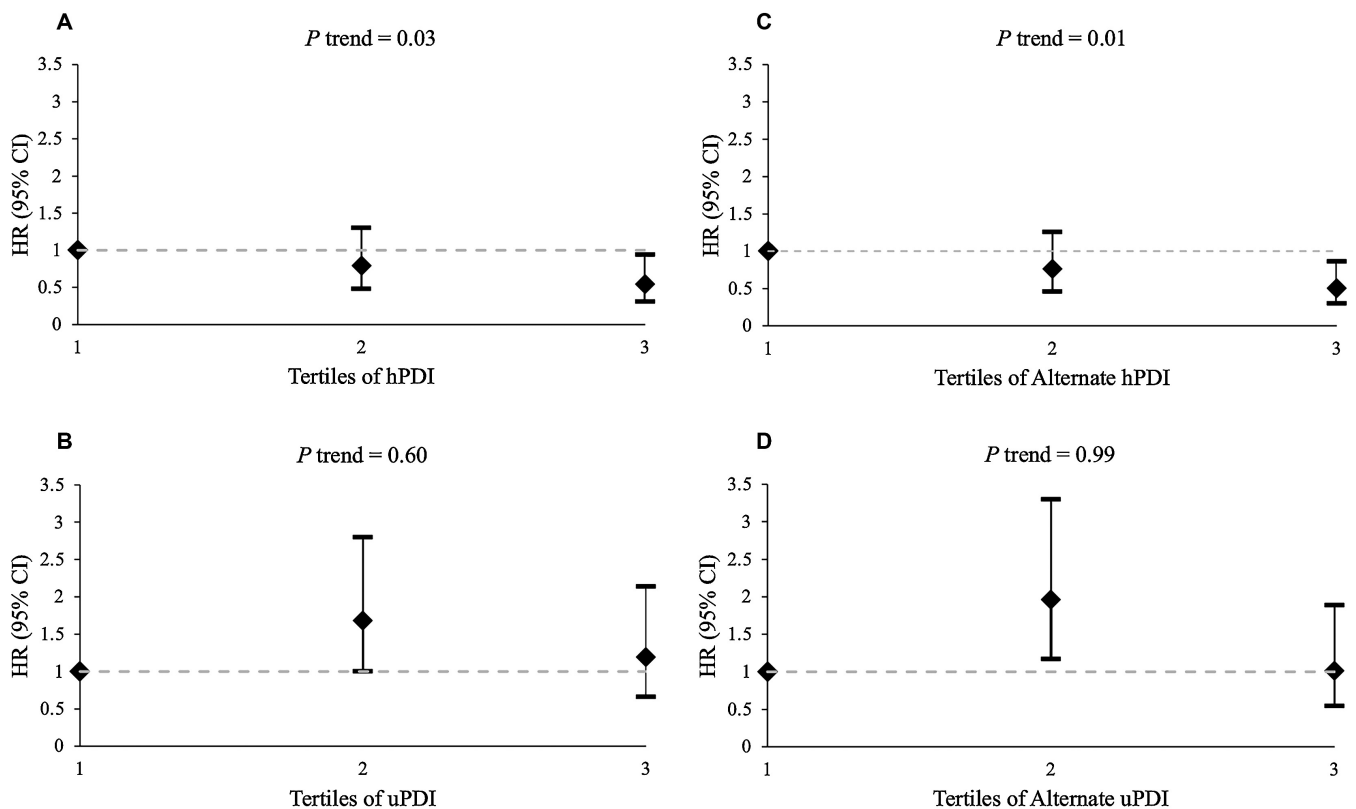 A
P trend = 0.03
3.5
3
2.5
2
1.5
1
0.5
0
HR (95% CI)
1 2 3
Tertiles of hPDI
C
P trend = 0.01
3.5
3
2.5
2
1.5
1
0.5
0
HR (95% CI)
1 2 3
Tertiles of Alternate hPDI
B
P trend = 0.60
3.5
3
2.5
2
1.5
1
0.5
0
HR (95% CI)
1 2 3
Tertiles of uPDI
D
P trend = 0.99
3.5
3
2.5
2
1.5
1
0.5
0
HR (95% CI)
1 2 3
Tertiles of Alternate uPDI